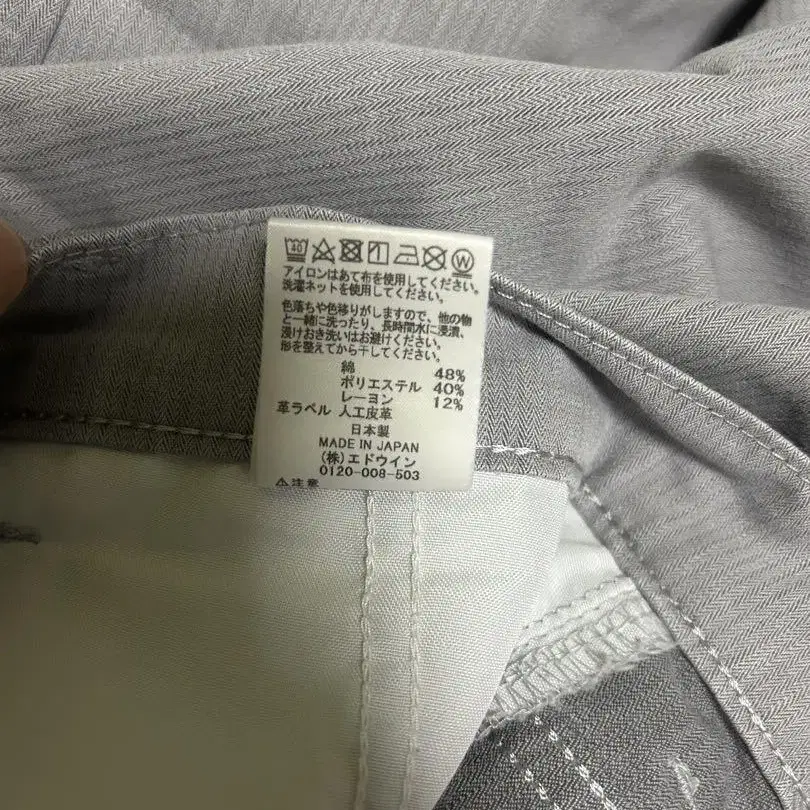 40 W
アイロンはあて布を使用してください。
洗濯ネットを使用してください。
色落ちや色移りがしますので、他の物
と一緒に洗ったり、長時間水に浸漬、
浸けおき洗いはお避けください。
形を整えてから干してください。
綿 48%
ポリエステル 40%
レーヨン 12%
革ラベル 人工皮革
日本製
MADE IN JAPAN
(株)エドウイン
0120-008-503
⚠注意